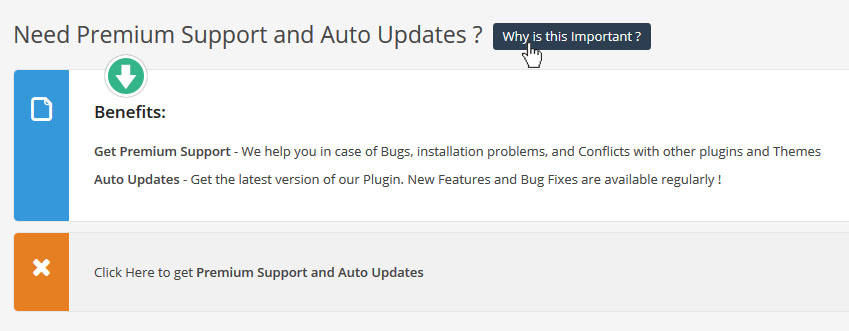 Need Premium Support and Auto Updates ? Why is this Important ?
Benefits:
Get Premium Support - We help you in case of Bugs, installation problems, and Conflicts with other plugins and Themes
Auto Updates - Get the latest version of our Plugin. New Features and Bug Fixes are available regularly !
Click Here to get Premium Support and Auto Updates